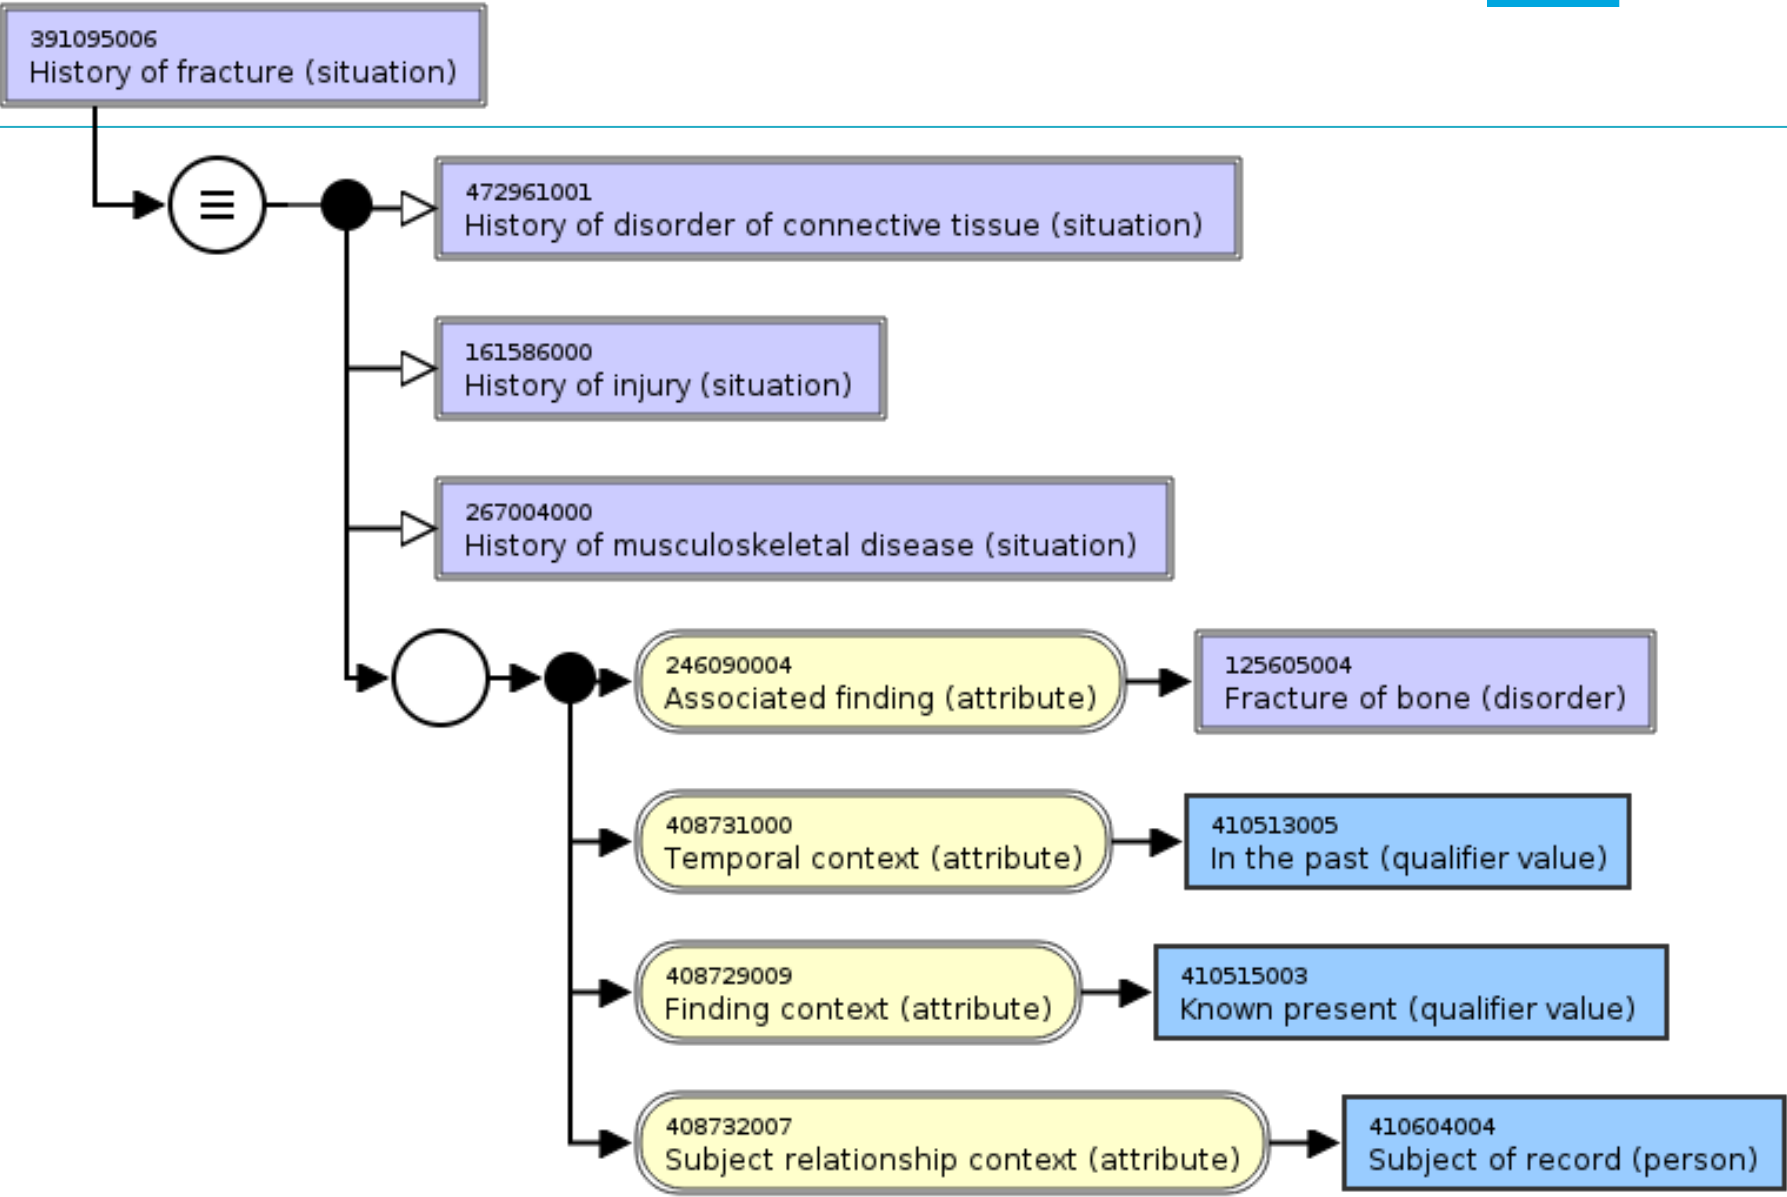 391095006
History of fracture (situation)
472961001
History of disorder of connective tissue (situation)
161586000
History of injury (situation)
267004000
History of musculoskeletal disease (situation)
246090004
Associated finding (attribute)
125605004
Fracture of bone (disorder)
408731000
Temporal context (attribute)
410513005
In the past (qualifier value)
408729009
Finding context (attribute)
410515003
Known present (qualifier value)
408732007
Subject relationship context (attribute)
410604004
Subject of record (person)